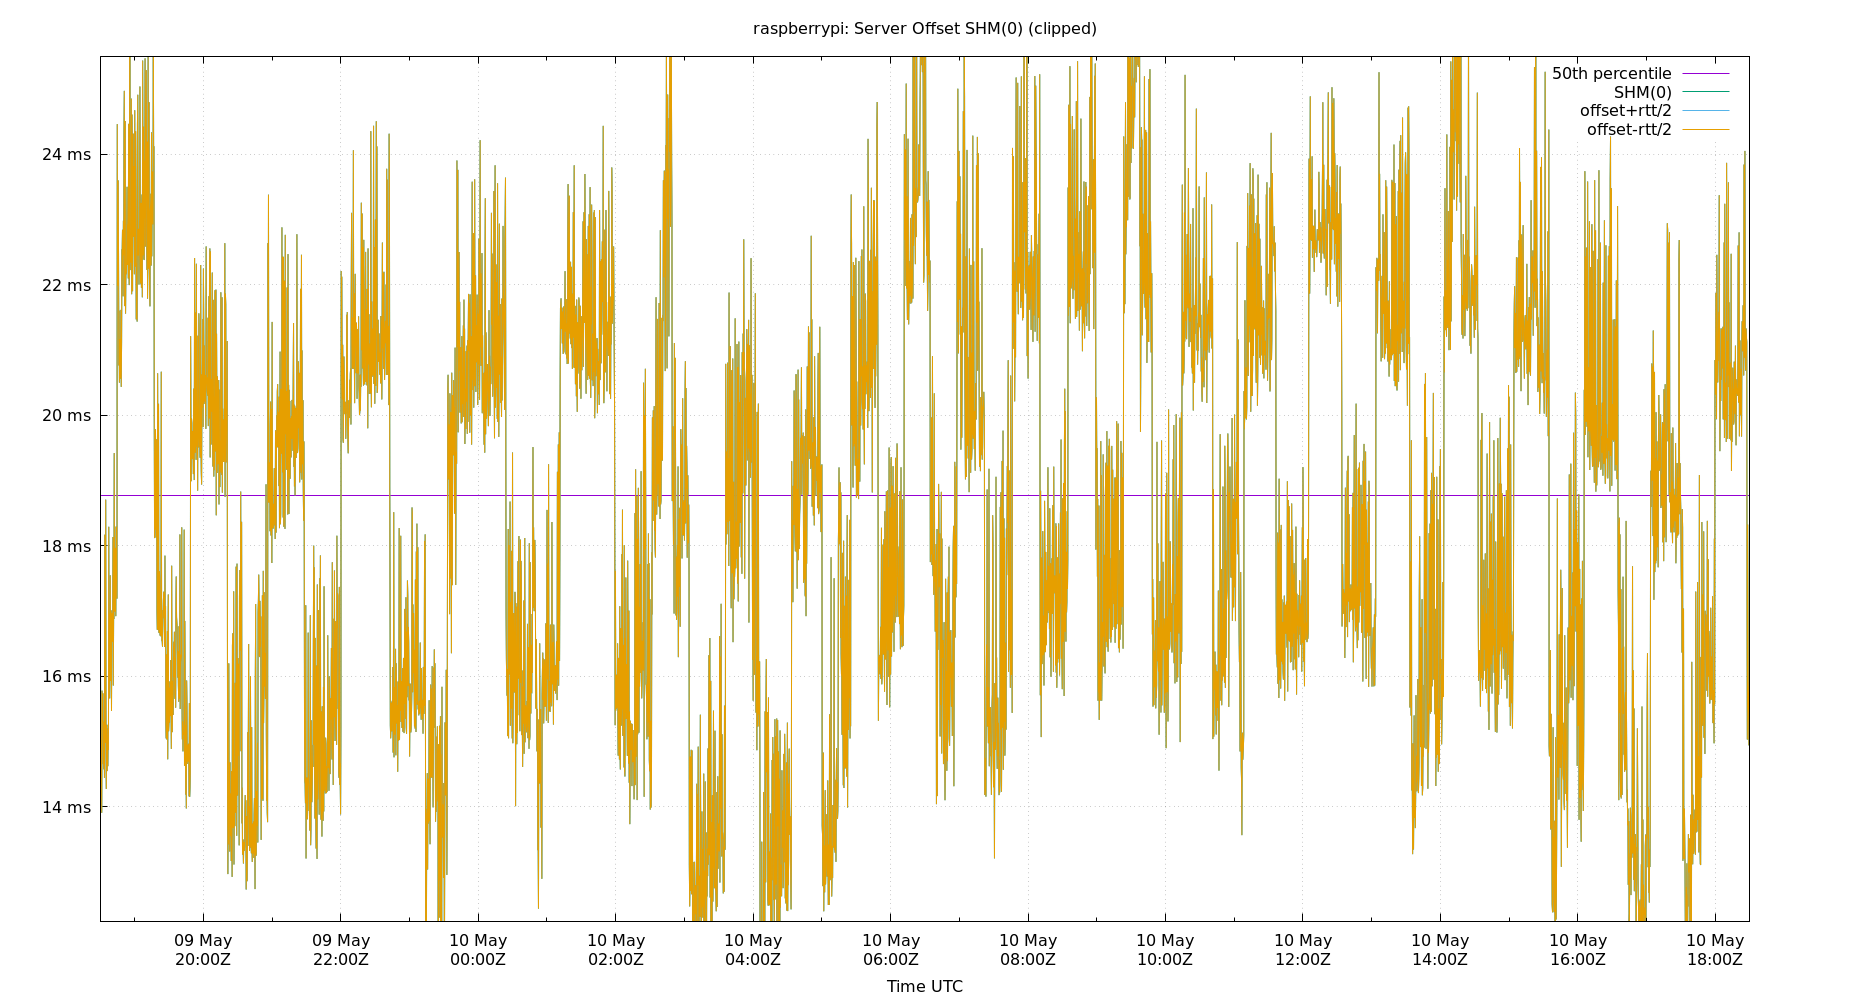 raspberrypi: Server Offset SHM(0) (clipped)
50th percentile
SHM(0)
offset+rtt/2
offset-rtt/2
24 ms
22 ms
20 ms
18 ms
16 ms
14 ms
09 May 09 May 10 May 10 May 10 May 10 May 10 May 10 May 10 May 10 May 10 May 10 May
20:00Z 22:00Z 00:00Z 02:00Z 04:00Z 06:00Z 08:00Z 10:00Z 12:00Z 14:00Z 16:00Z 18:00Z
Time UTC